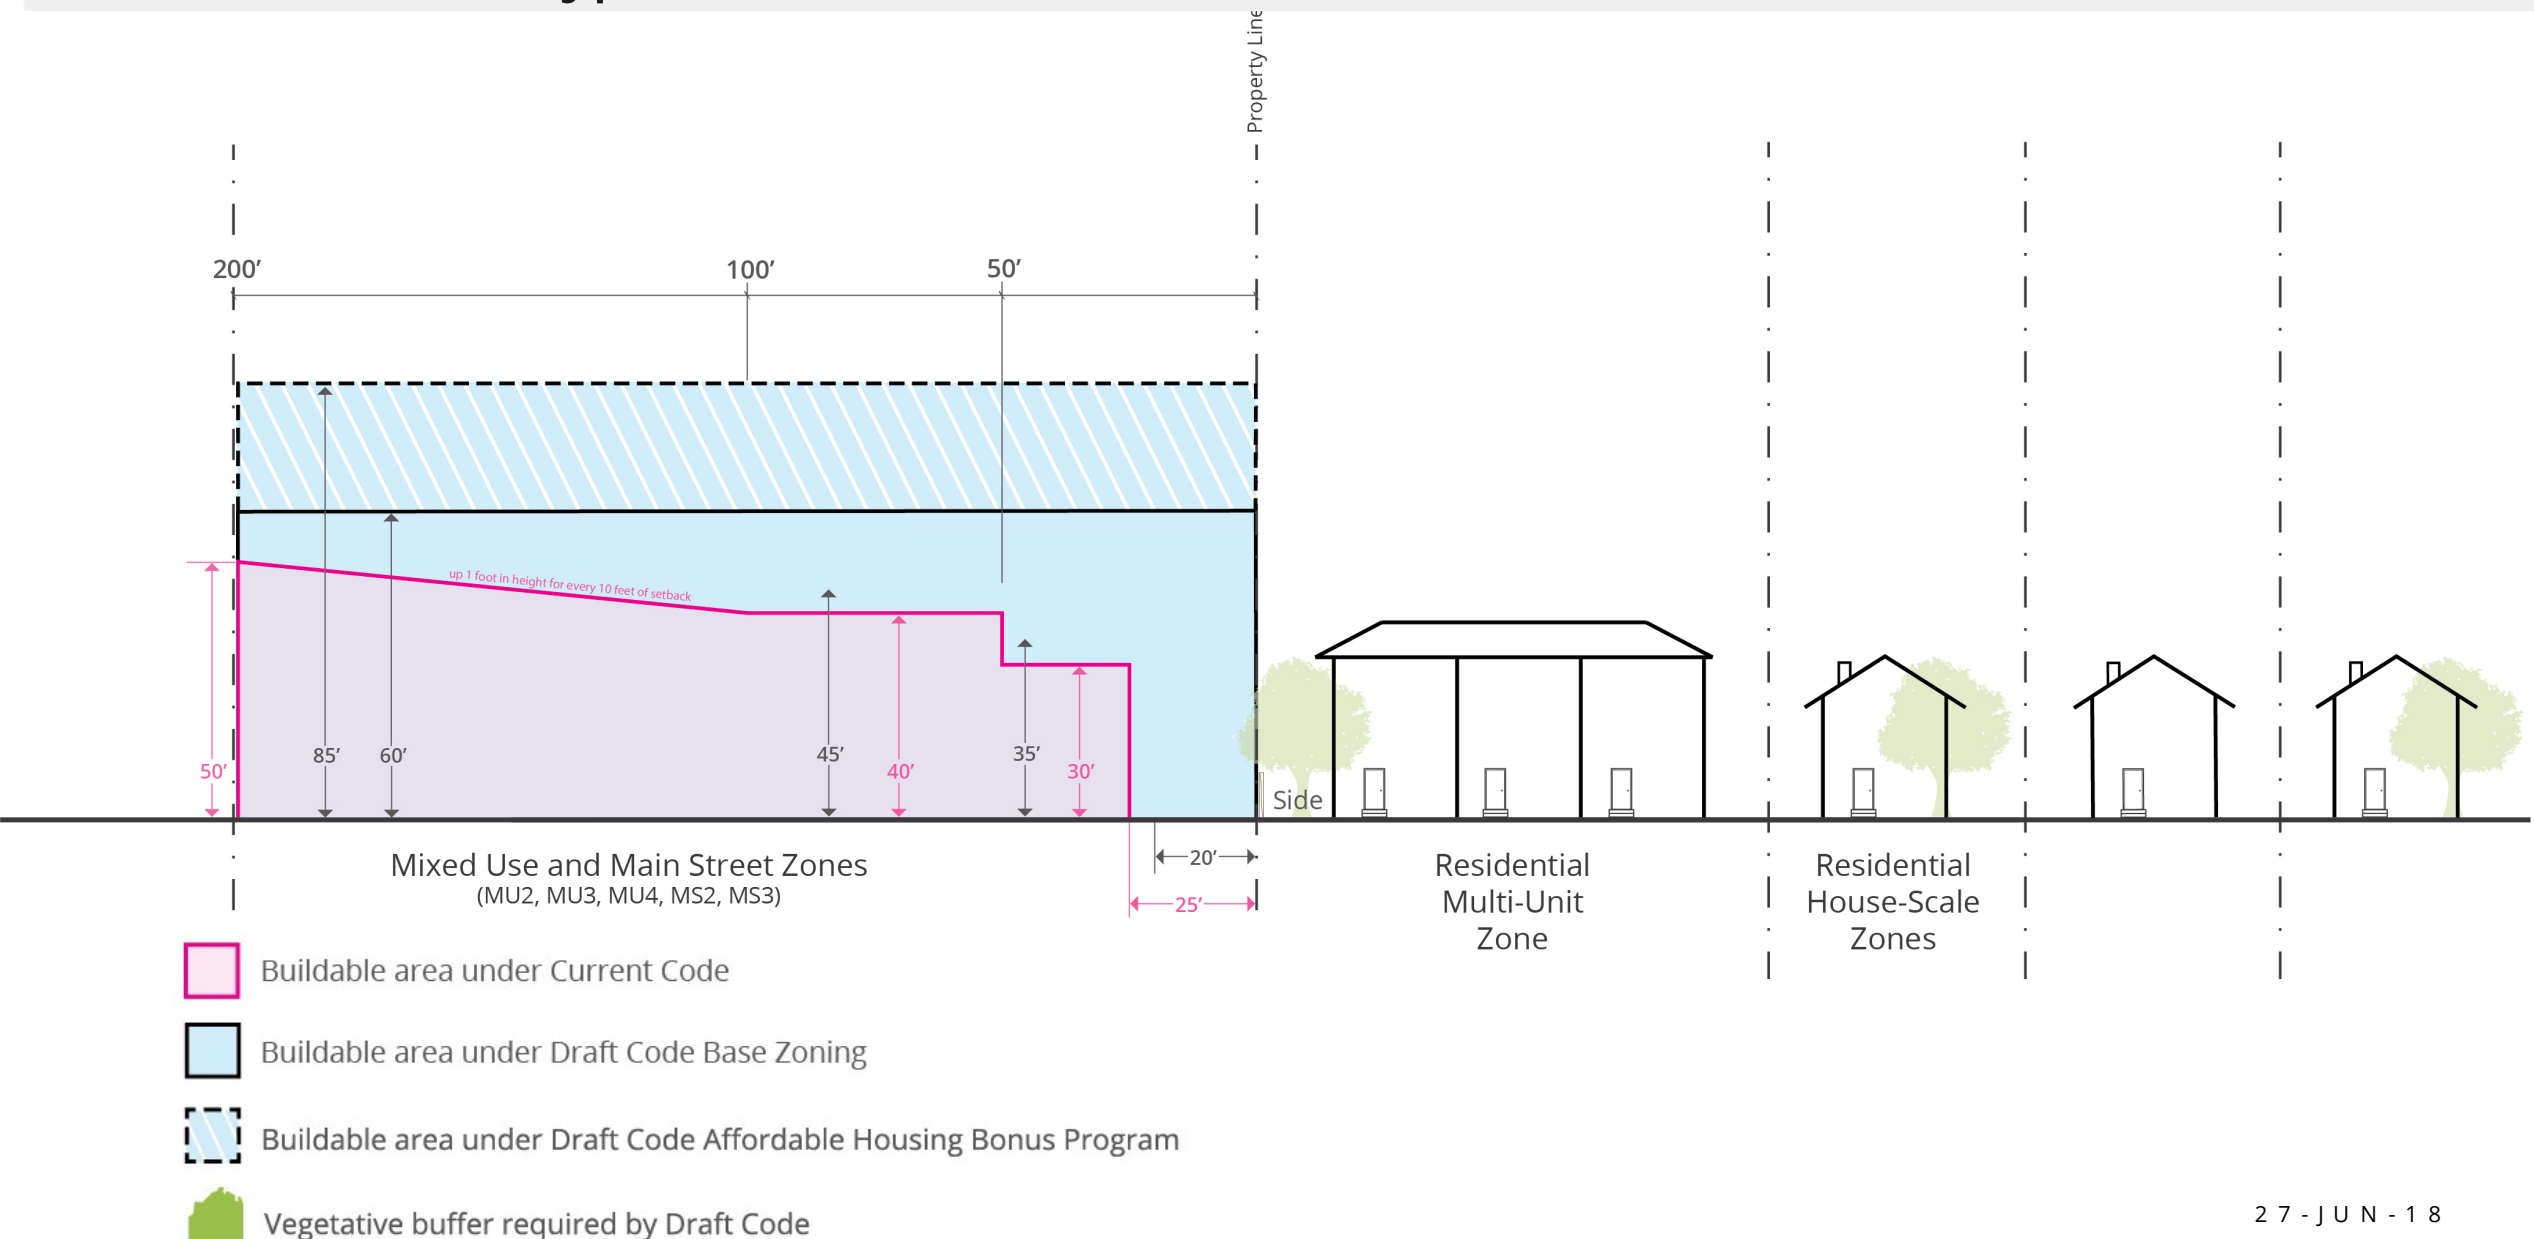 Property Line
200’
100’
50’
up 1 foot in height for every 10 feet of setback
50’
85’
60’
45’
40’
35’
30’
Side
20’
25’
Mixed Use and Main Street Zones
(MU2, MU3, MU4, MS2, MS3)
Residential
Multi-Unit
Zone
Residential
House-Scale
Zones
Buildable area under Current Code
Buildable area under Draft Code Base Zoning
Buildable area under Draft Code Affordable Housing Bonus Program
Vegetative buffer required by Draft Code
27-JUN-18